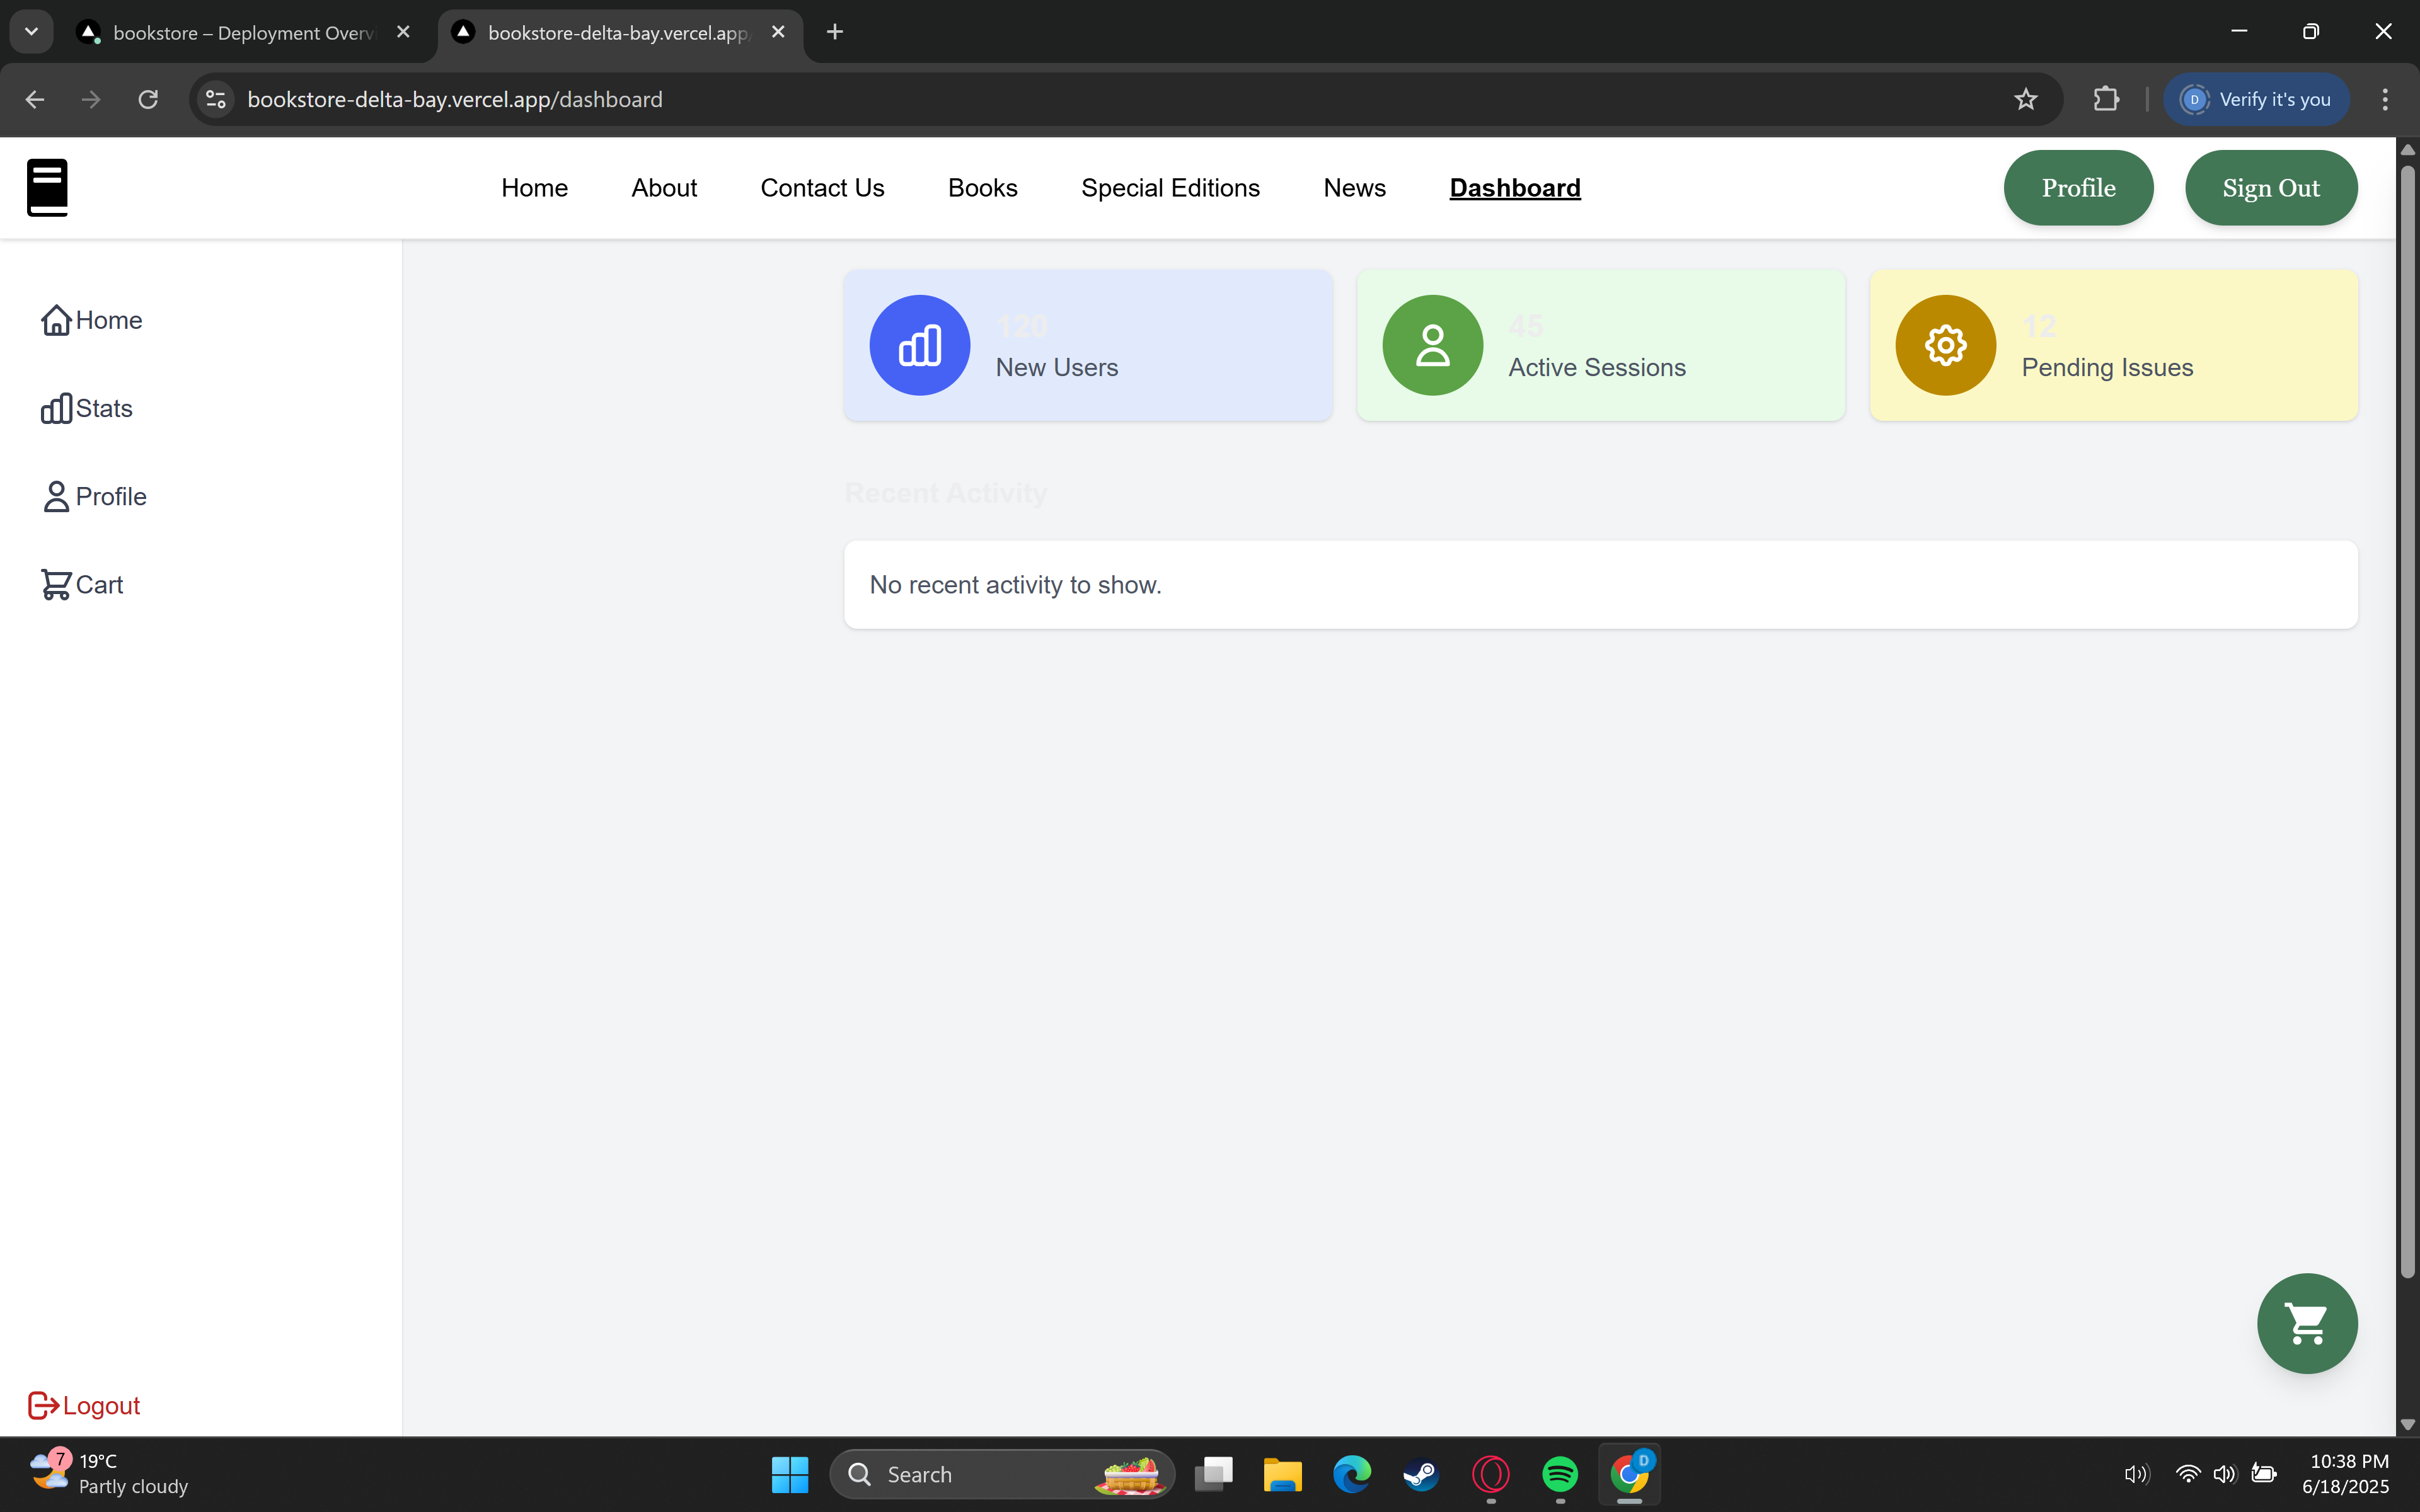 bookstore – Deployment Overv
bookstore-delta-bay.vercel.app/
bookstore-delta-bay.vercel.app/dashboard
D
Verify it's you
Home
About
Contact Us
Books
Special Editions
News
Dashboard
Profile
Sign Out
Home
Stats
Profile
Cart
Logout
120
New Users
45
Active Sessions
12
Pending Issues
Recent Activity
No recent activity to show.
7
19°C
Partly cloudy
Search
D
10:38 PM
6/18/2025